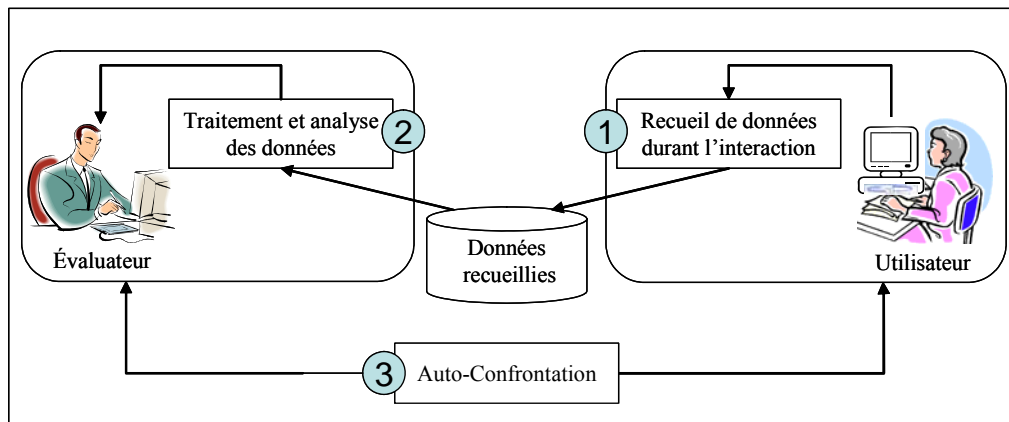 Traitement et analyse
des données
2
Évaluateur
1
Recueil de données
durant l'interaction
Utilisateur
Données
recueillies
3
Auto-Confrontation